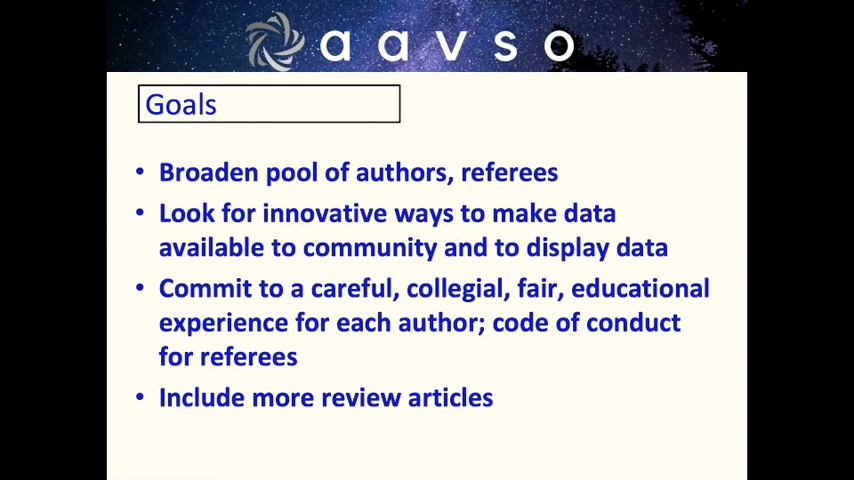 aavso
Goals
• Broaden pool of authors, referees
• Look for innovative ways to make data
available to community and to display data
• Commit to a careful, collegial, fair, educational
experience for each author; code of conduct
for referees
• Include more review articles